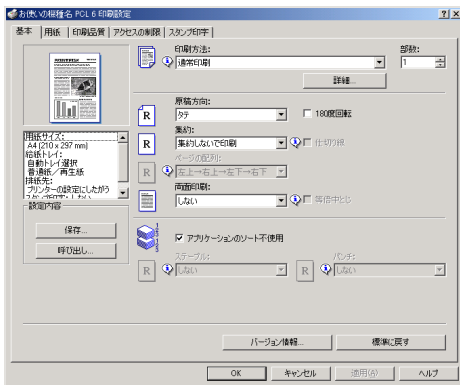 お使いの機種名 PCL 6 印刷設定
基本 用紙 印刷品質 アクセスの制限 スタンプ印字
印刷方法:
通常印刷
部数:
1
詳細...
原稿方向:
タテ
180度回転
集約:
集約しないで印刷
仕切り線
ページの配列:
左上→右上→左下→右下
両面印刷:
しない
等倍中とじ
用紙サイズ:
A4 (210 x 297 mm)
給紙トレイ:
自動トレイ選択
普通紙／再生紙
排紙先:
プリンターの設定にしたがう
設定内容
保存...
呼び出し...
アプリケーションのソート不使用
ステープル:
しない
パンチ:
しない
バージョン情報...
標準に戻す
OK
キャンセル
適用(A)
ヘルプ